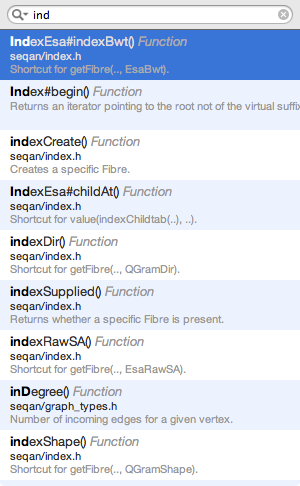 ind
IndexEsa#indexBwt() Function
seqan/index.h
Shortcut for getFibre(.., EsaBwt).
Index#begin() Function
Returns an iterator pointing to the root not of the virtual suffix
indexCreate() Function
seqan/index.h
Creates a specific Fibre.
IndexEsa#childAt() Function
Shortcut for value(indexChildtab(..), ..).
indexDir() Function
seqan/index.h
Shortcut for getFibre(.., QGramDir).
indexSupplied() Function
seqan/index.h
Returns whether a specific Fibre is present.
indexRawSA() Function
seqan/index.h
Shortcut for getFibre(.., EsaRawSA).
inDegree() Function
seqan/graph_types.h
Number of incoming edges for a given vertex.
indexShape() Function
seqan/index.h
Shortcut for getFibre(.., QGramShape).